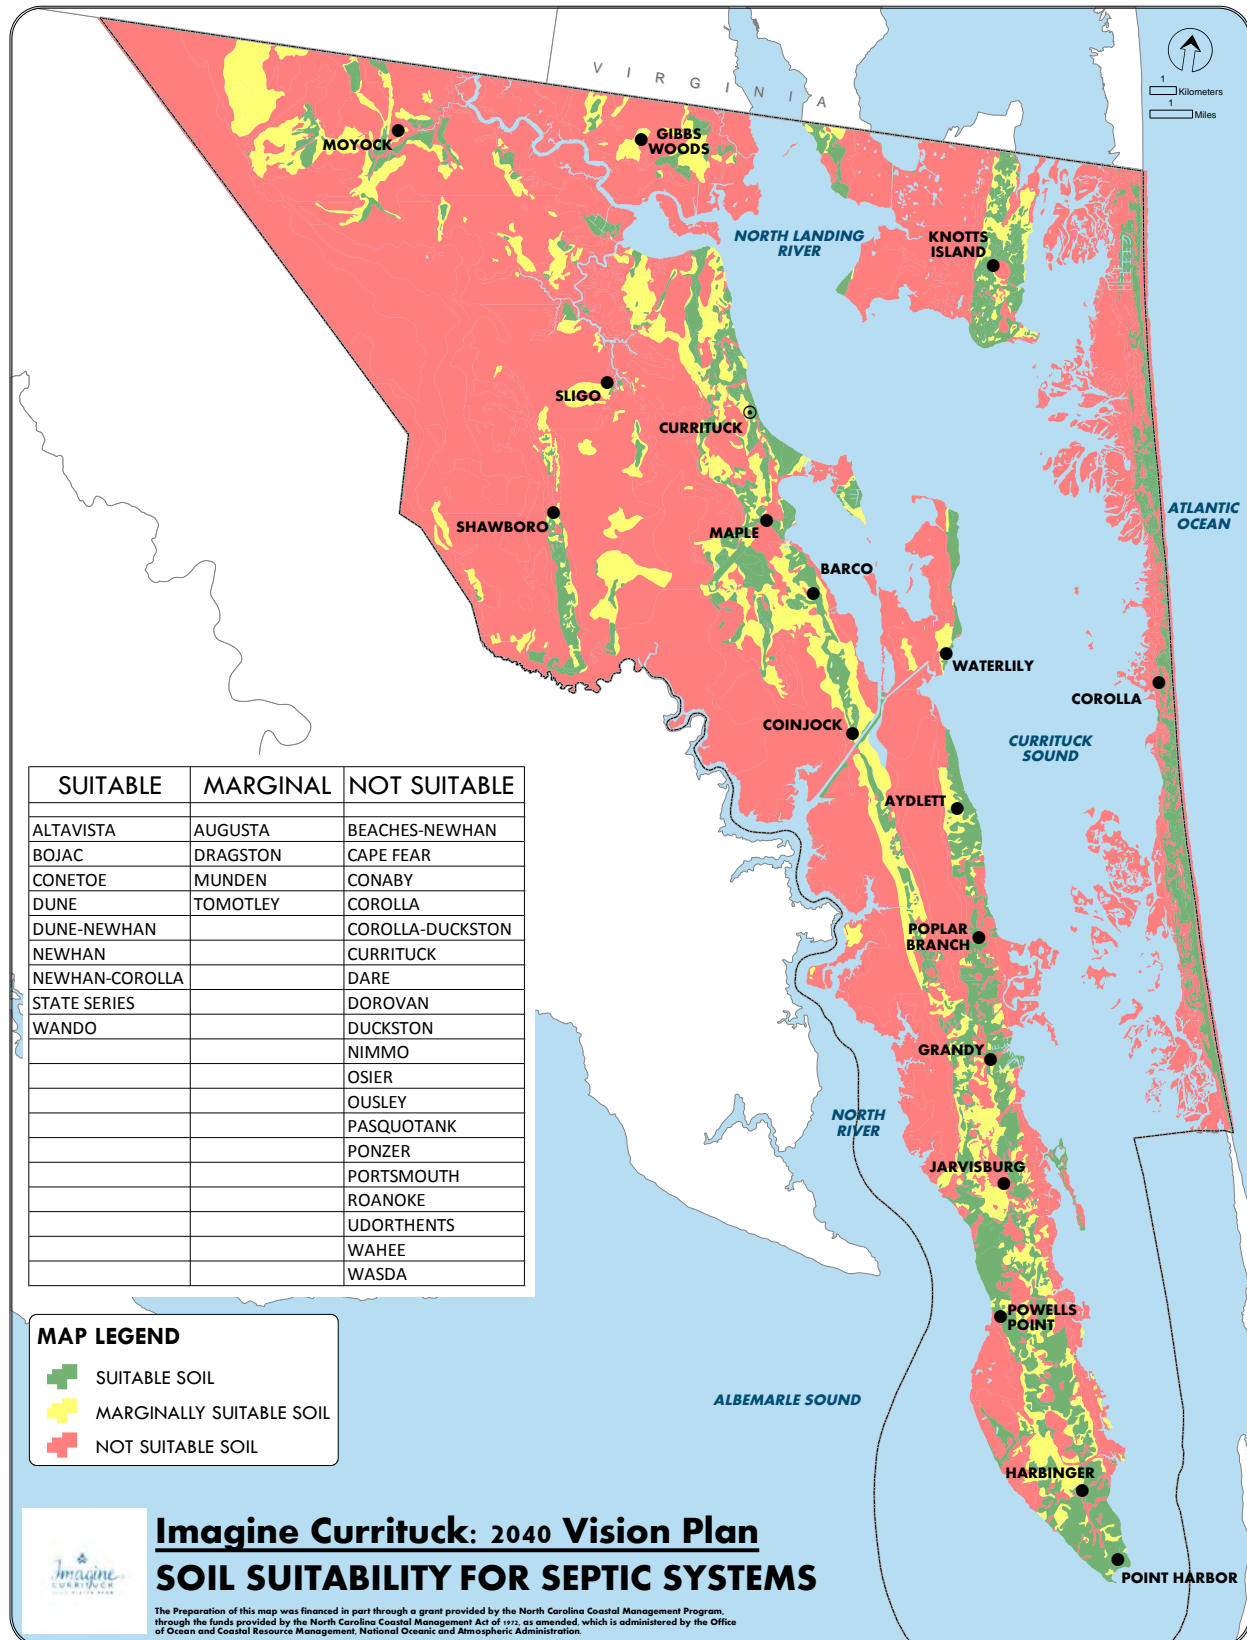 VIRGINIA
1
Kilometers
1
Miles
MOYOCK
GIBBS
WOODS
NORTH LANDING
RIVER
KNOTTS
ISLAND
SLIGO
CURRITUCK
ATLANTIC
OCEAN
SHAWBORO
MAPLE
BARCO
WATERLILY
COROLLA
COINJOCK
CURRITUCK
SOUND
AYDLETT
POPLAR
BRANCH
GRANDY
NORTH
RIVER
JARVISBURG
POWELLS
POINT
ALBEMARLE SOUND
HARBINGER
POINT HARBOR
SUITABLE MARGINAL NOT SUITABLE
ALTAVISTA AUGUSTA BEACHES-NEWHAN
BOJAC DRAGSTON CAPE FEAR
CONETOE MUNDEN CONABY
DUNE TOMOTLEY COROLLA
DUNE-NEWHAN COROLLA-DUCKSTON
NEWHAN CURRITUCK
NEWHAN-COROLLA DARE
STATE SERIES DOROVAN
WANDO DUCKSTON
NIMMO
OSIER
OUSLEY
PASQUOTANK
PONZER
PORTSMOUTH
ROANOKE
UDORTHENTS
WAHEE
WASDA
MAP LEGEND
SUITABLE SOIL
MARGINALLY SUITABLE SOIL
NOT SUITABLE SOIL
Imagine
CURRITUCK
Imagine Currituck: 2040 Vision Plan
SOIL SUITABILITY FOR SEPTIC SYSTEMS
The Preparation of this map was financed in part through a grant provided by the North Carolina Coastal Management Program,
through the funds provided by the North Carolina Coastal Management Act of 1972, as amended, which is administered by the Office
of Ocean and Coastal Resource Management, National Oceanic and Atmospheric Administration.